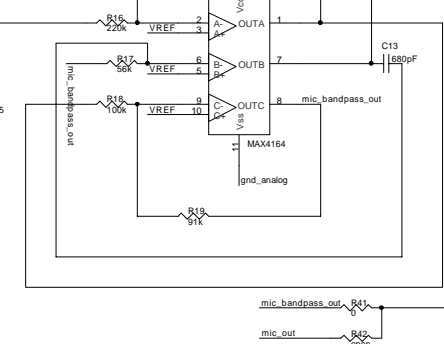 Vcc
R16
220k
2
A-
OUTA
1
VREF
3
A+
C13
680pF
R17
56k
6
B-
OUTB
7
VREF
5
B+
mic_bandpass_out
R18
100k
9
C-
OUTC
8
mic_bandpass_out
VREF
10
C+
5
Vss
11
MAX4164
gnd_analog
R19
91k
mic_bandpass_out
R41
0
mic_out
R42